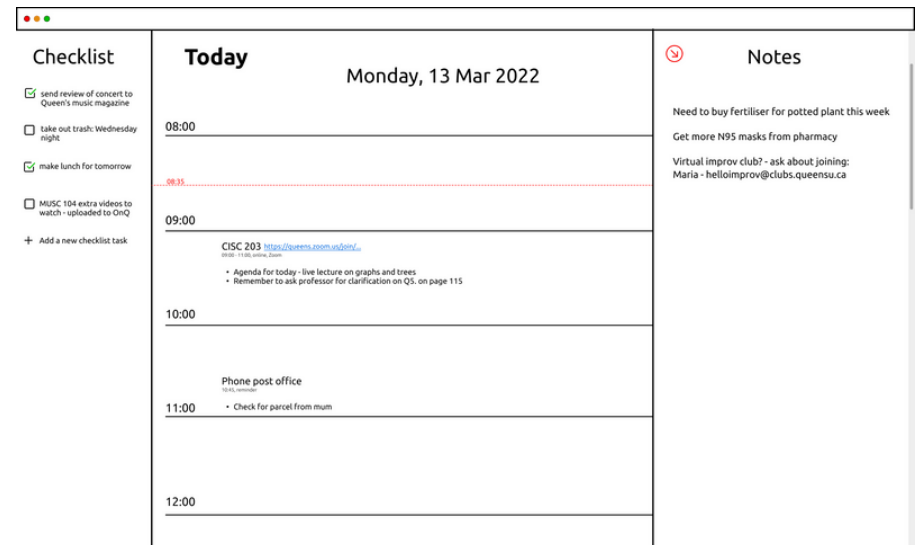 Checklist
send review of concert to
Queen's music magazine
take out trash: Wednesday
night
make lunch for tomorrow
MUSC 104 extra videos to
watch - uploaded to OnQ
+ Add a new checklist task
Today
Monday, 13 Mar 2022
08:00
08:35
09:00
CISC 203 https://queens.zoom.us/join/...
09:00 - 11:00, online, Zoom
• Agenda for today - live lecture on graphs and trees
• Remember to ask professor for clarification on Q5. on page 115
10:00
Phone post office
10:45, reminder
• Check for parcel from mum
11:00
12:00
Notes
Need to buy fertiliser for potted plant this week
Get more N95 masks from pharmacy
Virtual improv club? - ask about joining:
Maria - helloimprov@clubs.queensu.ca